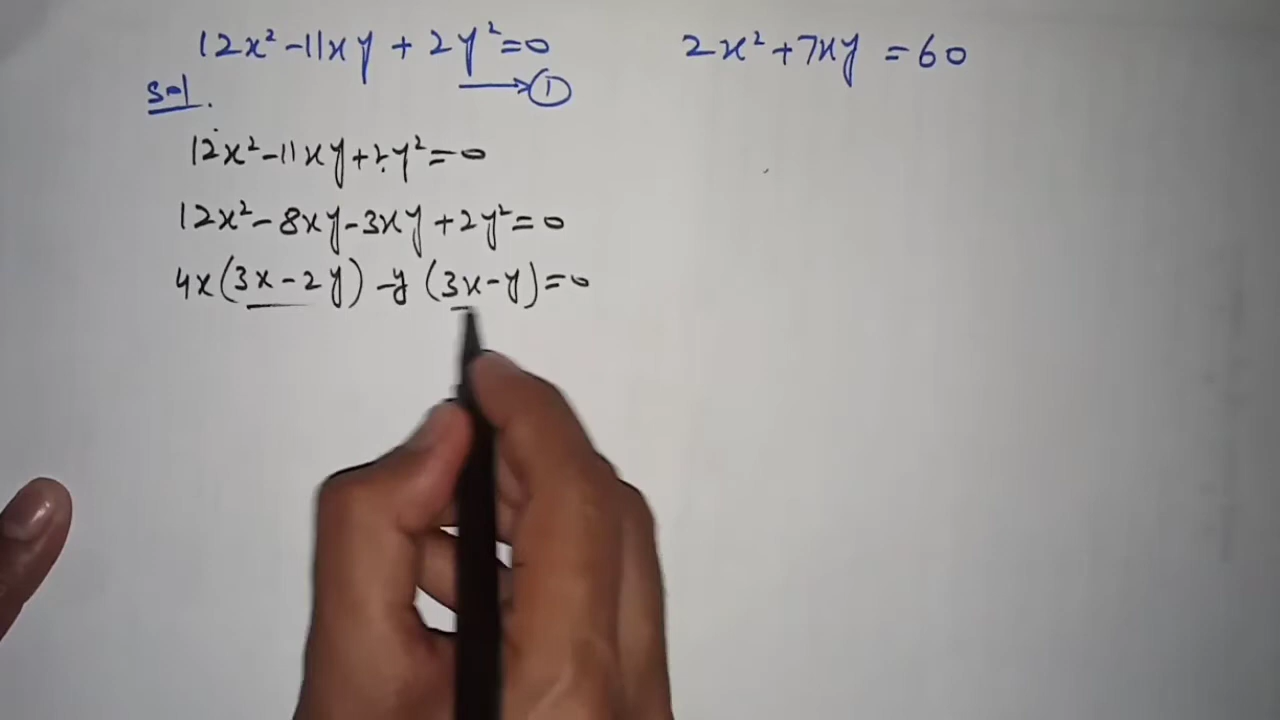 12x² - 11xy + 2y² = 0 2x² + 7xy = 60
Sol. → ①
12x² - 11xy + 2y² = 0
12x² - 8xy - 3xy + 2y² = 0
4x(3x - 2y) - y(3x - y) = 0